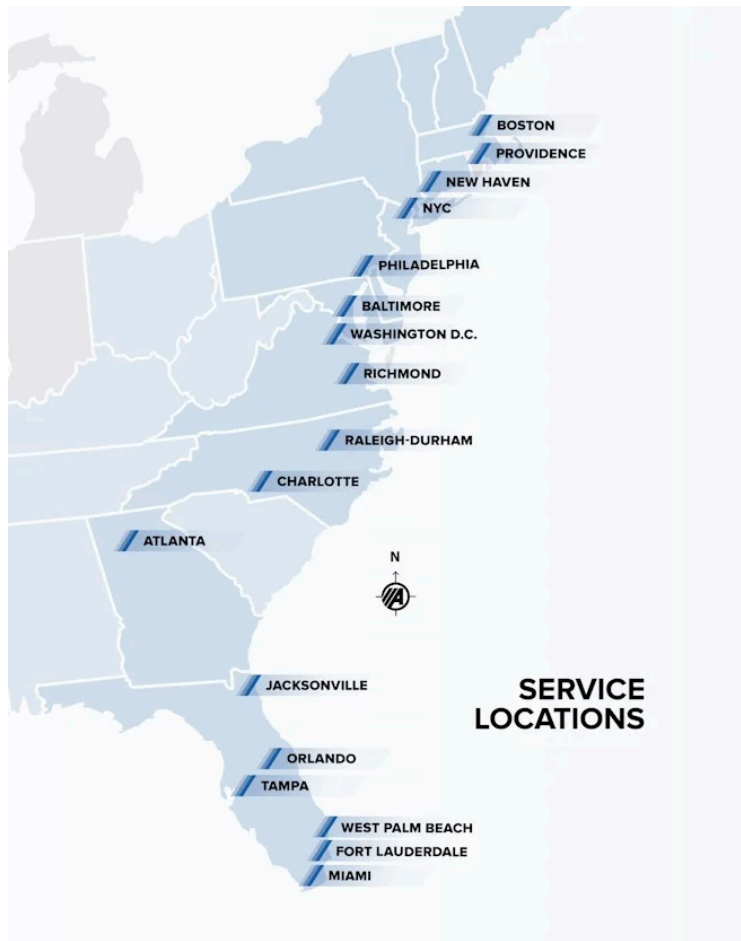 BOSTON
PROVIDENCE
NEW HAVEN
NYC
PHILADELPHIA
BALTIMORE
WASHINGTON D.C.
RICHMOND
RALEIGH-DURHAM
CHARLOTTE
ATLANTA
N
A
JACKSONVILLE
SERVICE
LOCATIONS
ORLANDO
TAMPA
WEST PALM BEACH
FORT LAUDERDALE
MIAMI